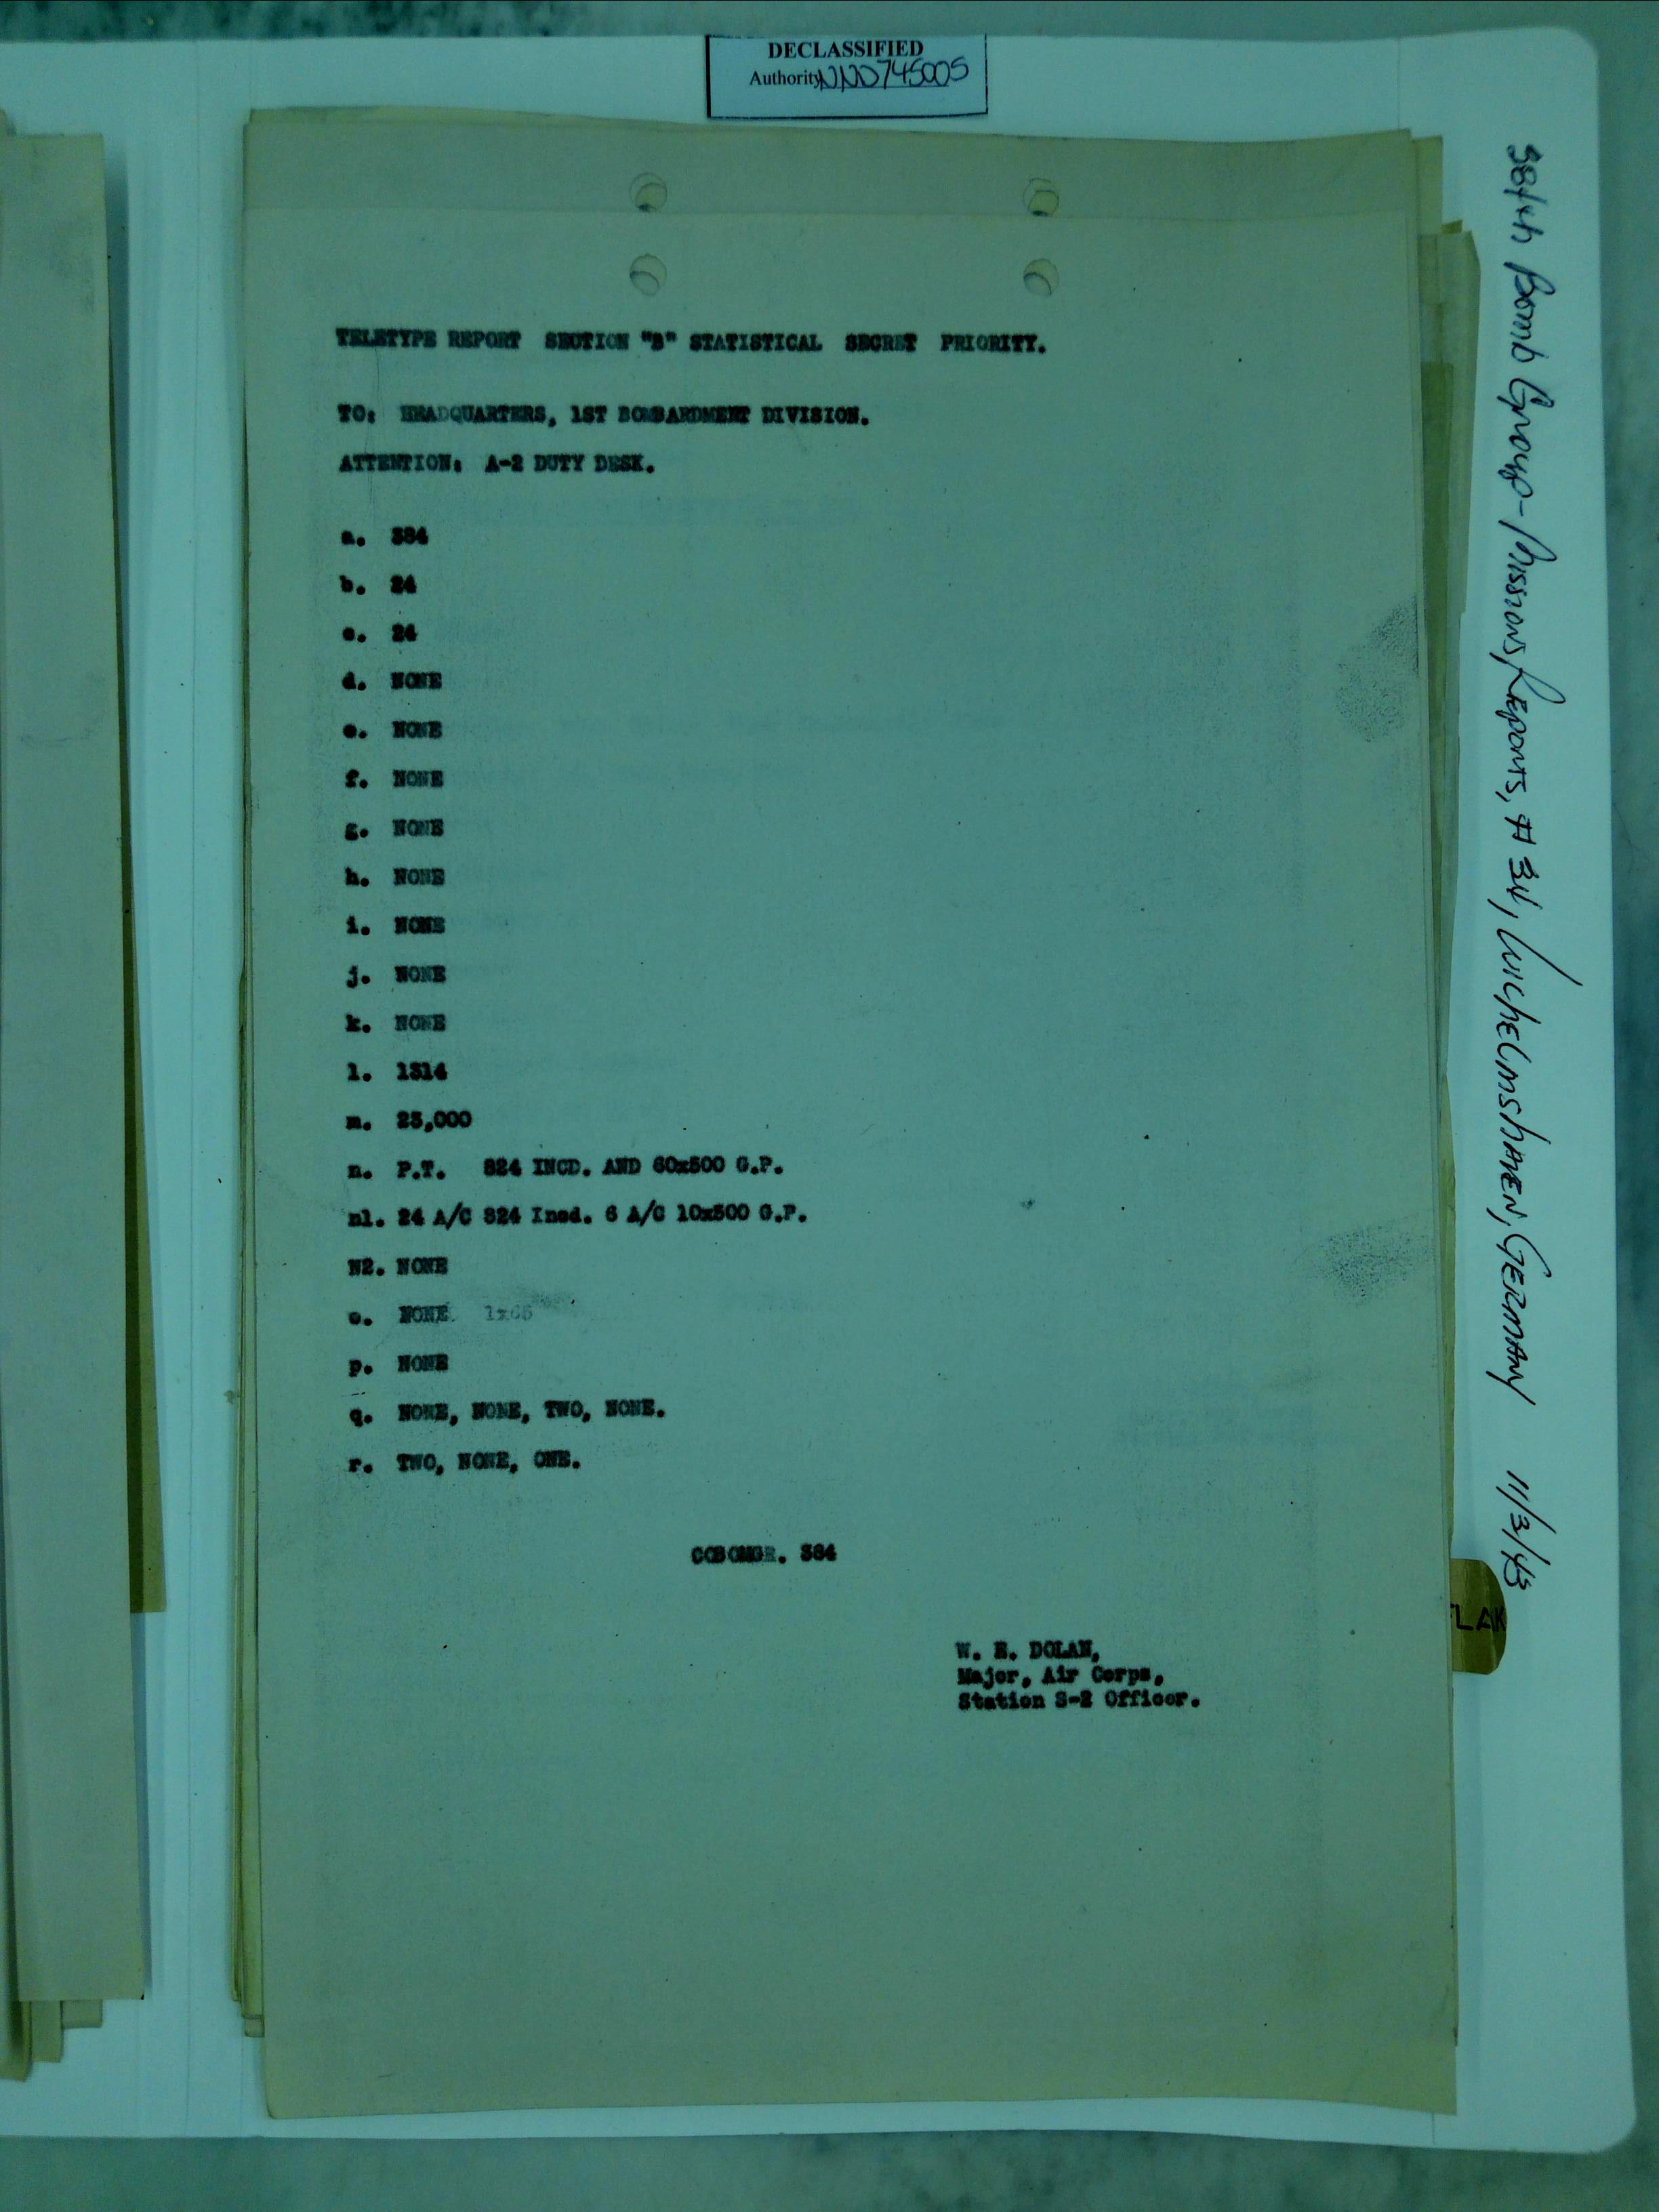 DECLASSIFIED
Authority NND745005
TELETYPE REPORT SECTION "B" STATISTICAL SECRET PRIORITY.
TO: HEADQUARTERS, 1ST BOMBARDMENT DIVISION.
ATTENTION: A-2 DUTY DESK.
a. 384
b. 24
c. 24
d. NONE
e. NONE
f. NONE
g. NONE
h. NONE
i. NONE
j. NONE
k. NONE
l. 1314
m. 25,000
n. P.T. 824 INCD. AND 60x500 G.P.
n1. 24 A/C 824 Incd. 6 A/C 10x500 G.P.
N2. NONE
o. NONE
p. NONE
q. NONE, NONE, TWO, NONE.
r. TWO, NONE, ONE.
COBOMGR. 384
W. E. DOLAN,
Major, Air Corps,
Station S-2 Officer.
384th Bomb Group - Missions Reports, #34, Wilhelmshaven, Germany 11/3/43
FLAK